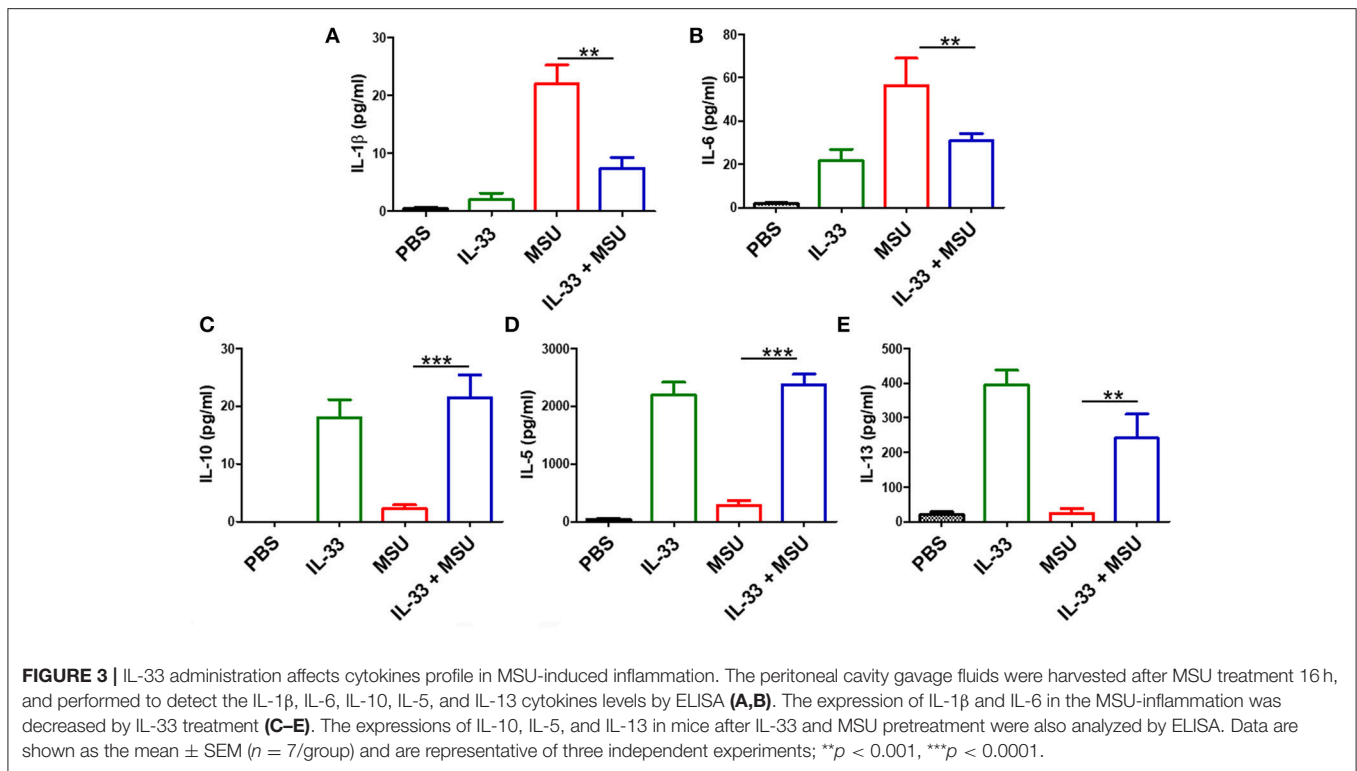 A
B
30
20
10
0
IL-1β (pg/ml)
**
PBS
IL-33
MSU
IL-33 + MSU
80
60
40
20
0
IL-6 (pg/ml)
**
PBS
IL-33
MSU
IL-33 + MSU
C
D
E
30
20
10
0
IL-10 (pg/ml)
***
PBS
IL-33
MSU
IL-33 + MSU
3000
2000
1000
0
IL-5 (pg/ml)
***
PBS
IL-33
MSU
IL-33 + MSU
500
400
300
200
100
0
IL-13 (pg/ml)
**
PBS
IL-33
MSU
IL-33 + MSU
FIGURE 3 | IL-33 administration affects cytokines profile in MSU-induced inflammation. The peritoneal cavity gavage fluids were harvested after MSU treatment 16 h,
and performed to detect the IL-1β, IL-6, IL-10, IL-5, and IL-13 cytokines levels by ELISA (A,B). The expression of IL-1β and IL-6 in the MSU-inflammation was
decreased by IL-33 treatment (C–E). The expressions of IL-10, IL-5, and IL-13 in mice after IL-33 and MSU pretreatment were also analyzed by ELISA. Data are
shown as the mean ± SEM (n = 7/group) and are representative of three independent experiments; **p < 0.001, ***p < 0.0001.